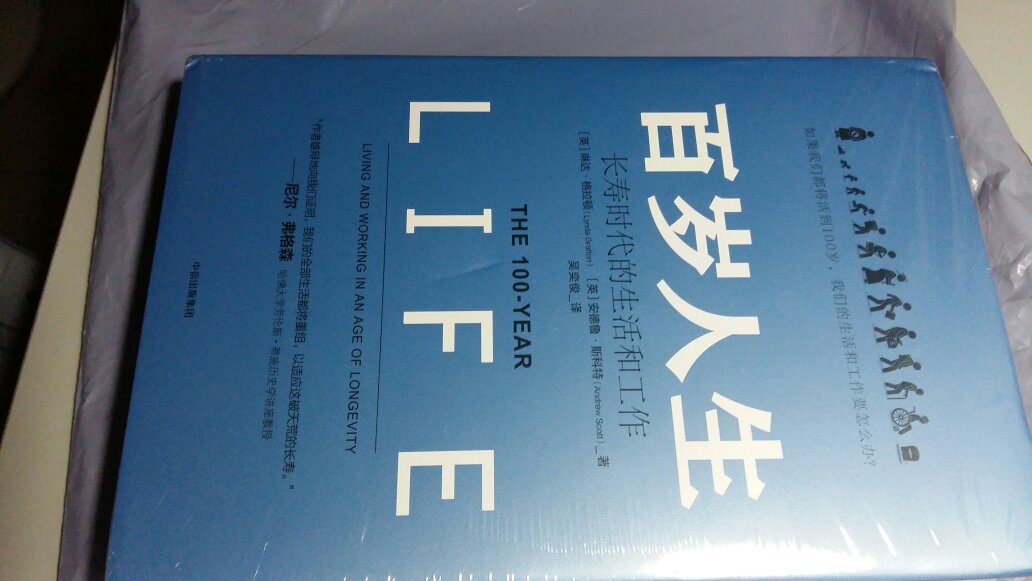 如果我们都将活到100岁，我们的生活和工作要怎么办？
百岁人生
长寿时代的生活和工作
[英]琳达·格拉顿(Lynda Gratton) [英]安德鲁·斯科特(Andrew Scott)_著
吴奕俊_译
THE 100-YEAR
LIFE
LIVING AND WORKING IN AN AGE OF LONGEVITY
“作者雄辩地向我们证明，我们的全部生活都将重组，以适应这破天荒的长寿。”
——尼尔·弗格森 哈佛大学劳伦斯·蒂施历史学讲座教授
中信出版集团